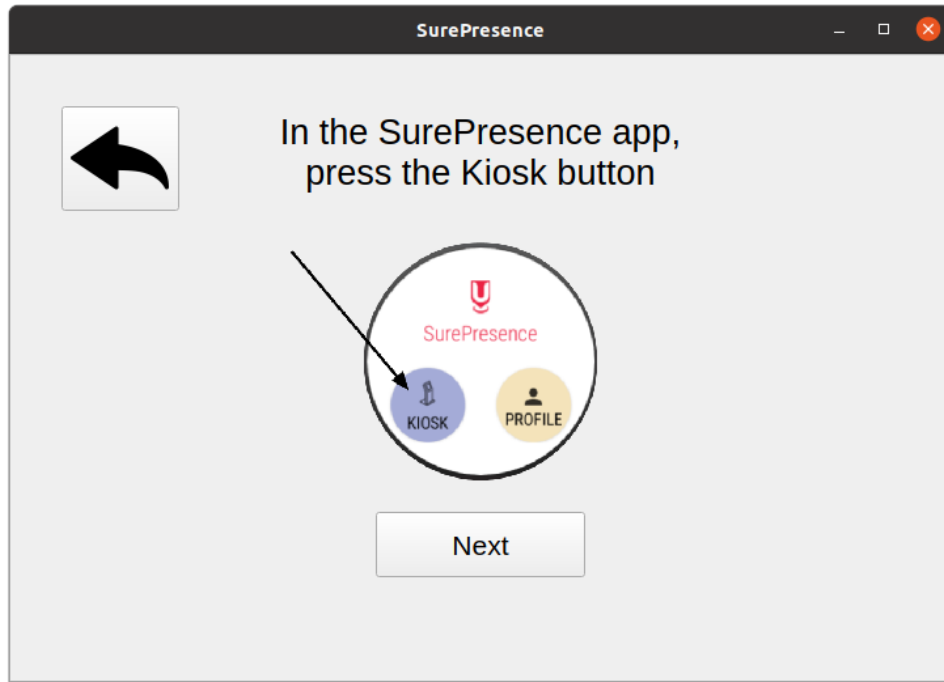 SurePresence
In the SurePresence app,
press the Kiosk button
SurePresence
KIOSK
PROFILE
Next